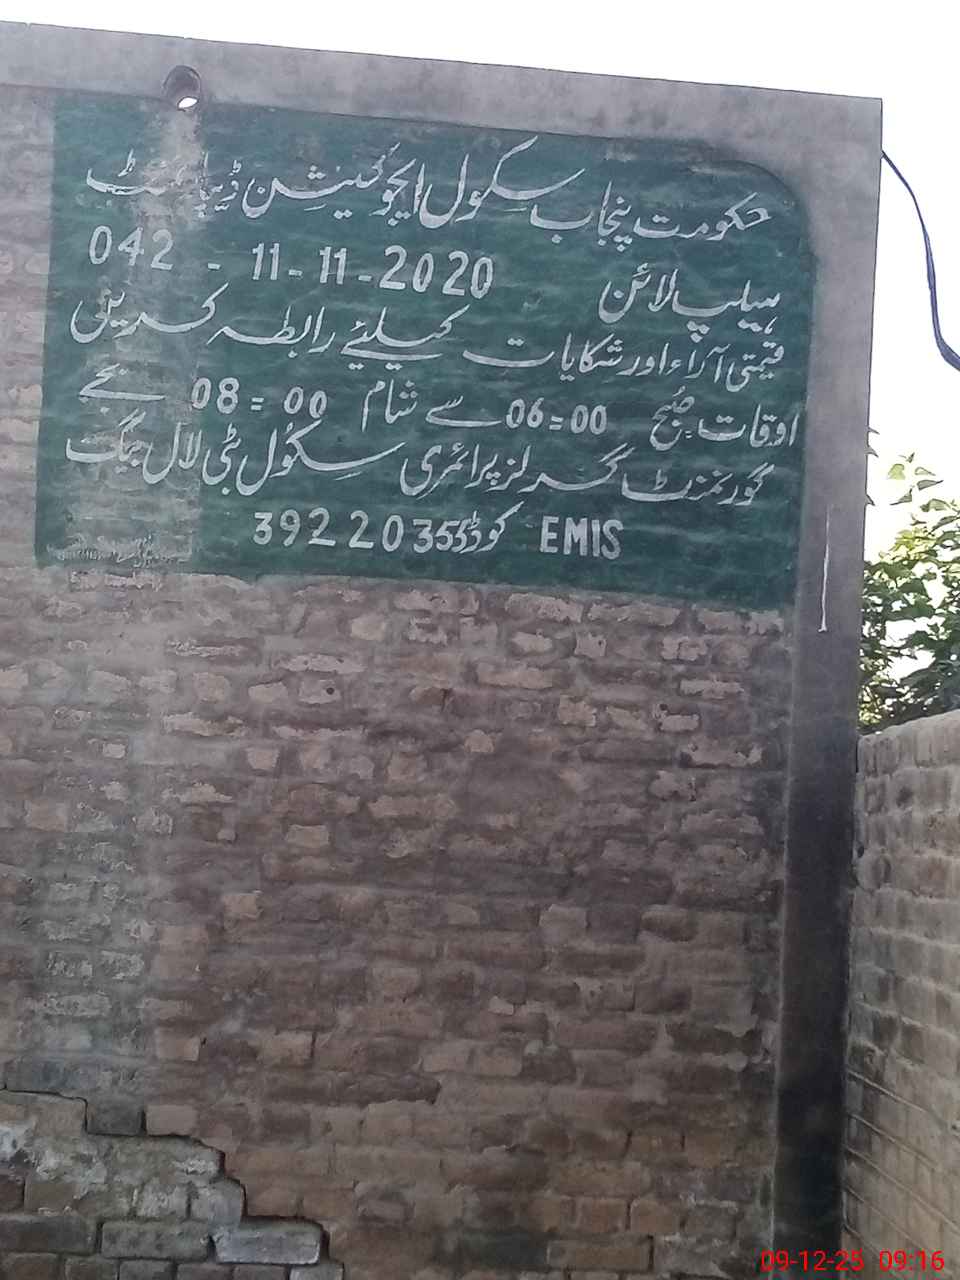 حکومت پنجاب سکول ایجوکیشن ڈیپارٹمنٹ
ہیلپ لائن 042 - 11-11-2020
قیمتی آراء اور شکایات کیلئے رابطہ کریں
اوقات صبح 06=00 سے شام 08=00 بجے
گورنمنٹ گرلز پرائمری سکول بٹی لال بیگ
EMIS کوڈ 39220355
09-12-25 09:16